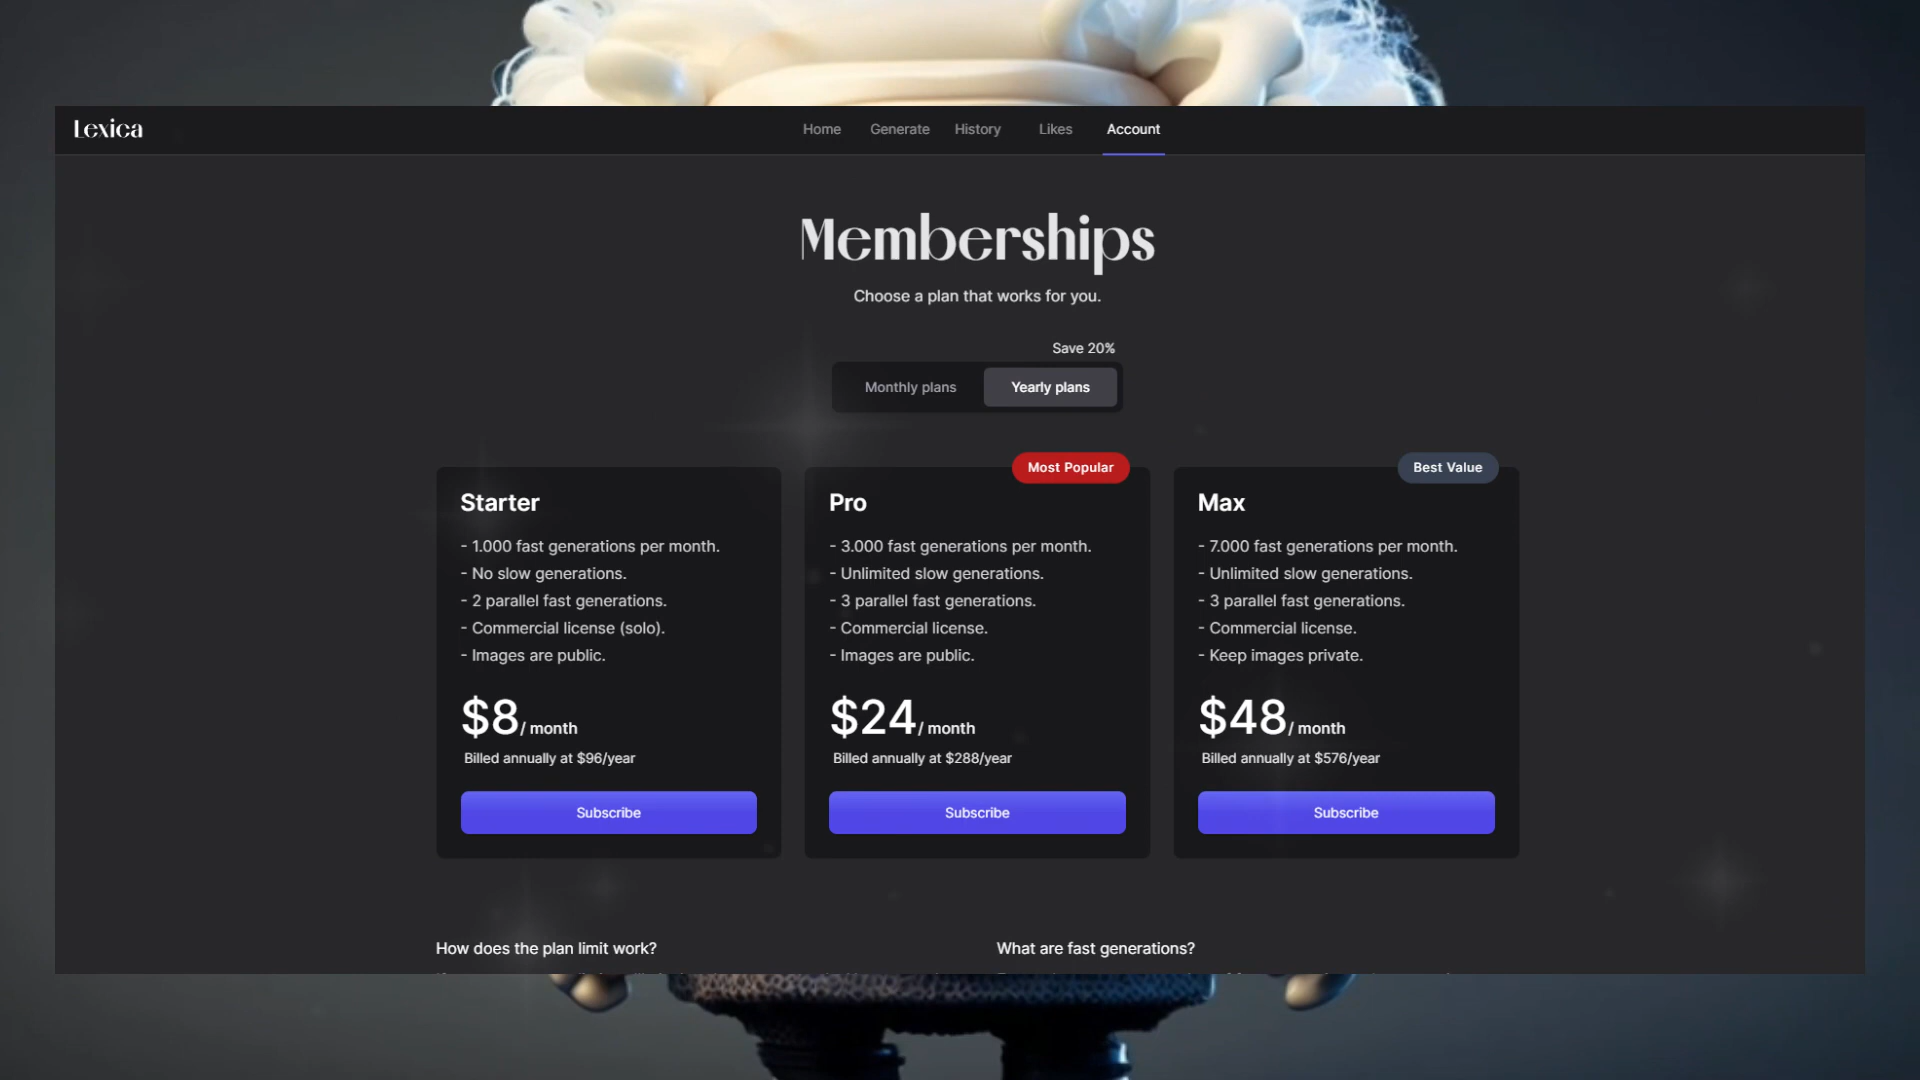 Lexica
Home Generate History Likes Account
Memberships
Choose a plan that works for you.
Save 20%
Monthly plans Yearly plans
Starter
- 1.000 fast generations per month.
- No slow generations.
- 2 parallel fast generations.
- Commercial license (solo).
- Images are public.
$8/ month
Billed annually at $96/year
Subscribe
Most Popular
Pro
- 3.000 fast generations per month.
- Unlimited slow generations.
- 3 parallel fast generations.
- Commercial license.
- Images are public.
$24/ month
Billed annually at $288/year
Subscribe
Best Value
Max
- 7.000 fast generations per month.
- Unlimited slow generations.
- 3 parallel fast generations.
- Commercial license.
- Keep images private.
$48/ month
Billed annually at $576/year
Subscribe
How does the plan limit work?
What are fast generations?